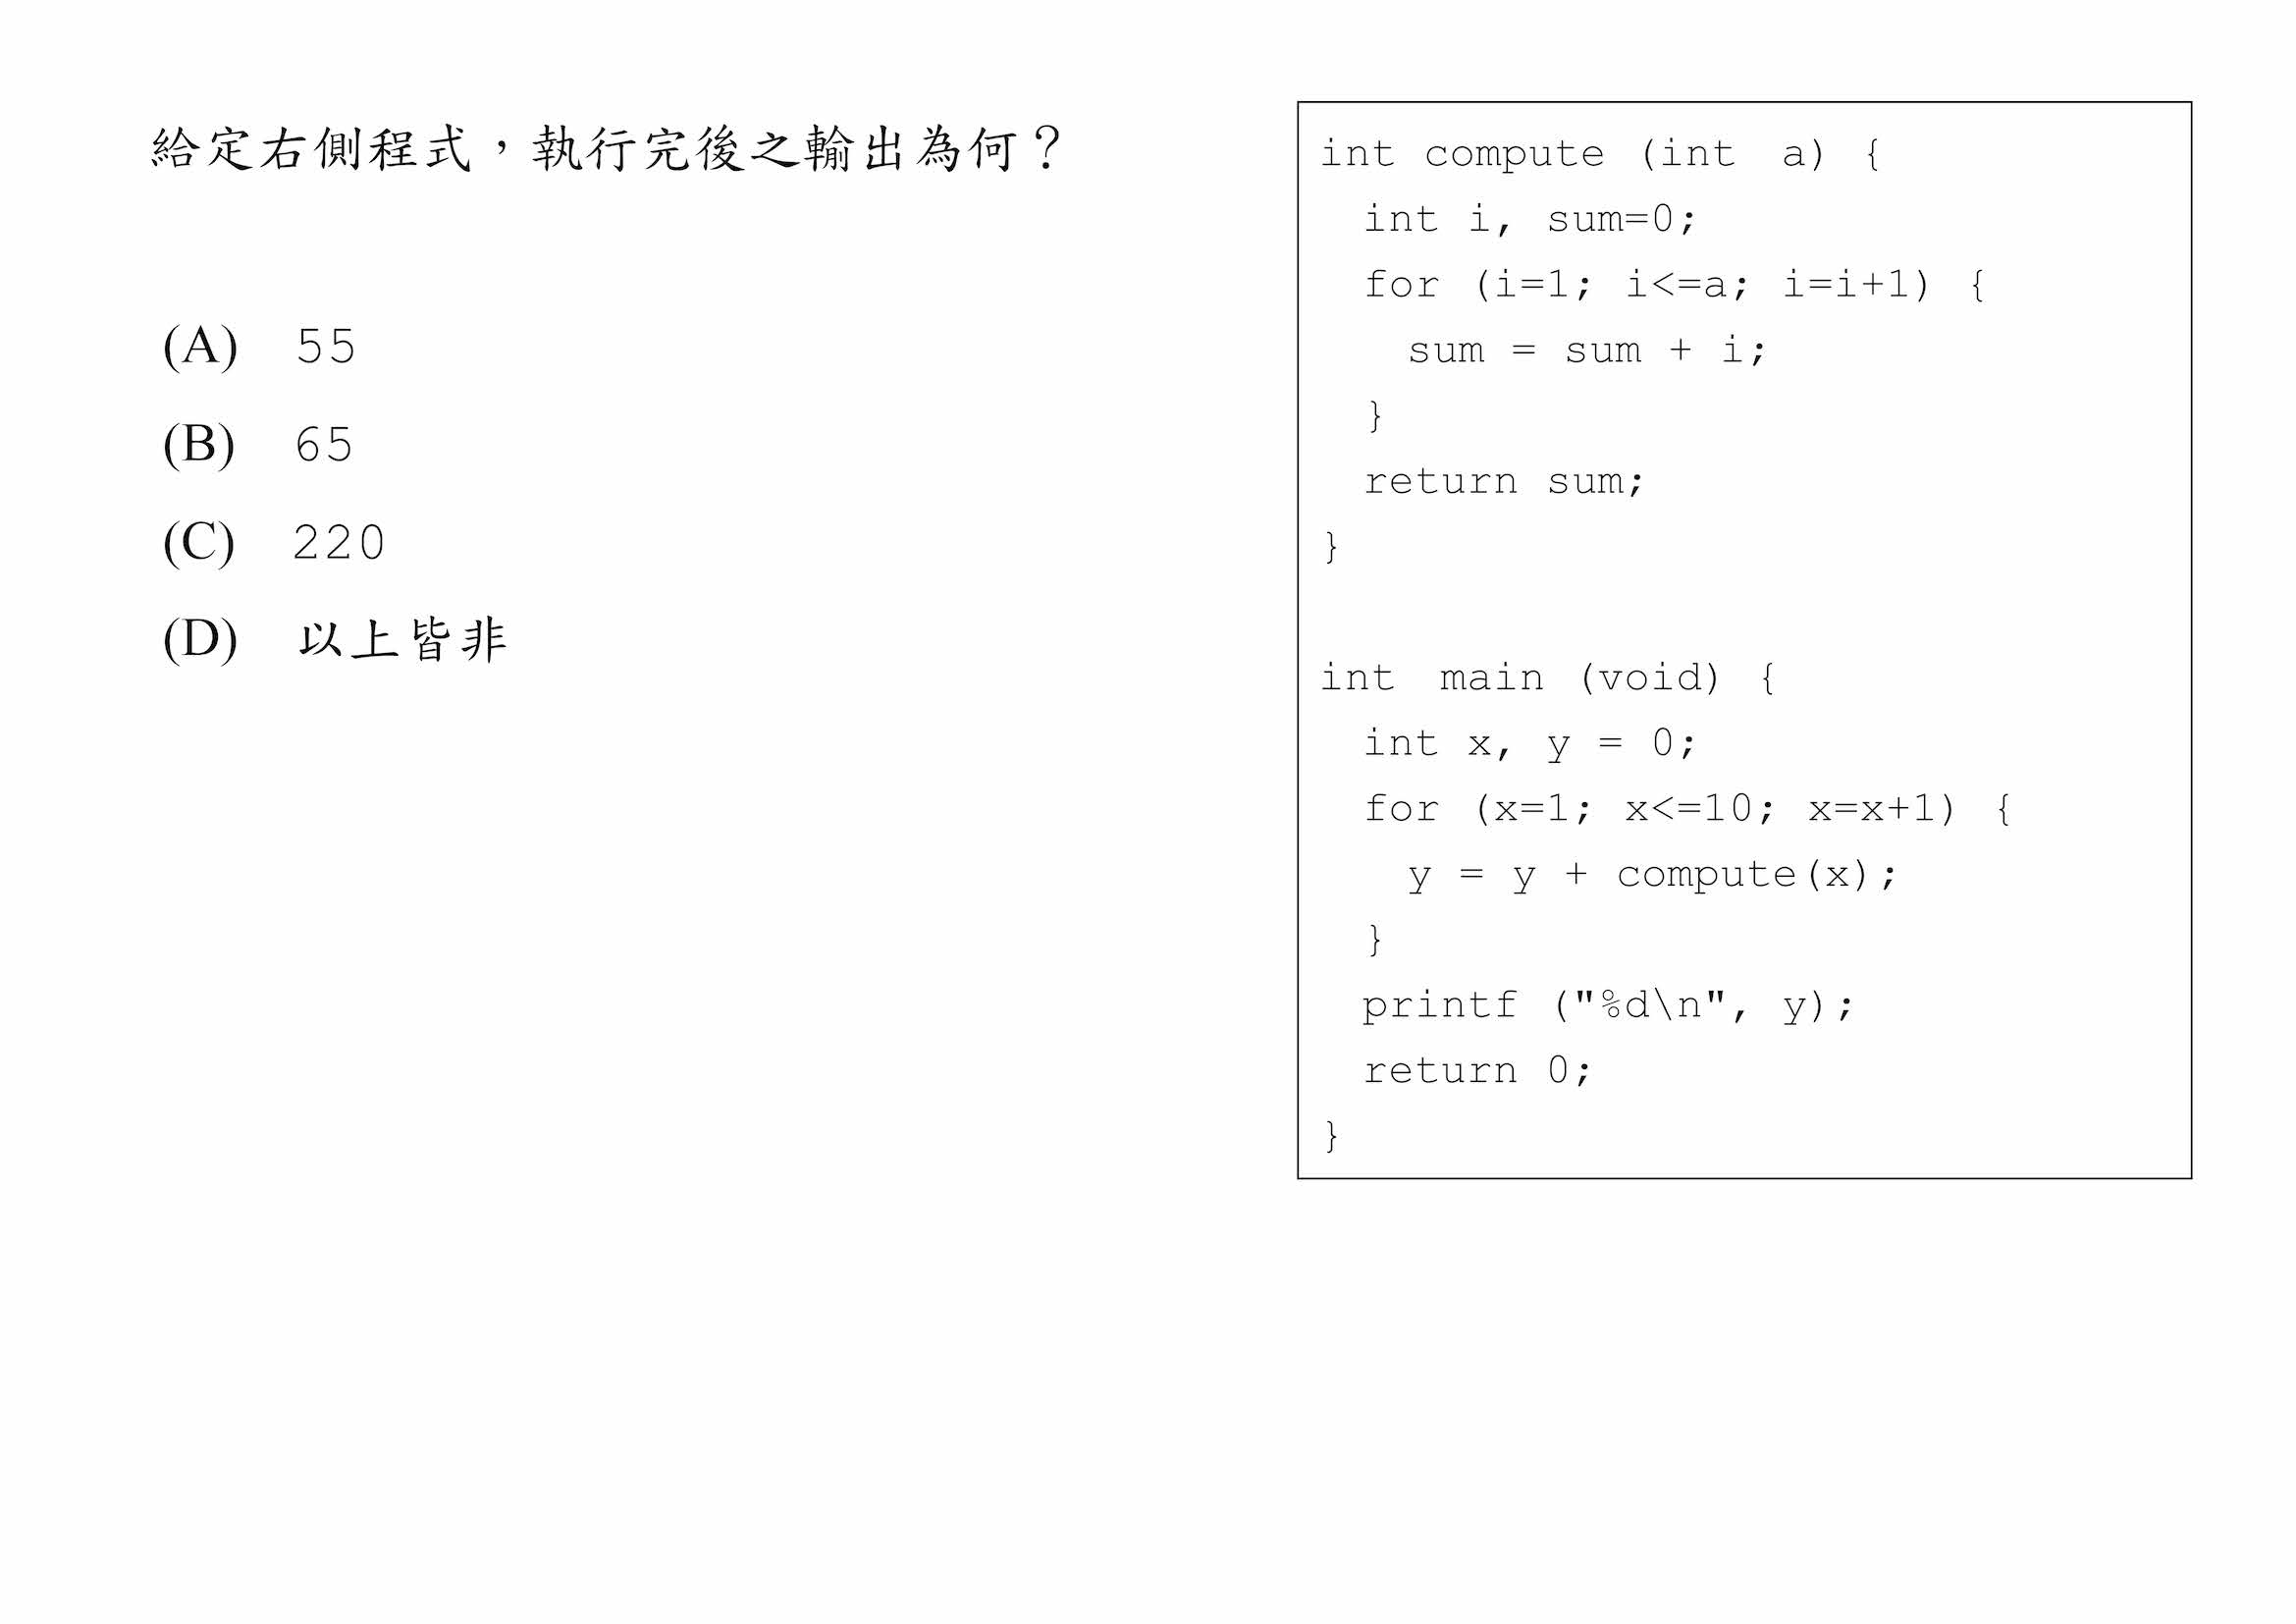 給定右側程式，執行完後之輸出為何？
(A) 55
(B) 65
(C) 220
(D) 以上皆非
int compute (int a) {
  int i, sum=0;
  for (i=1; i<=a; i=i+1) {
    sum = sum + i;
  }
  return sum;
}
int main (void) {
  int x, y = 0;
  for (x=1; x<=10; x=x+1) {
    y = y + compute(x);
  }
  printf ("%d\n", y);
  return 0;
}